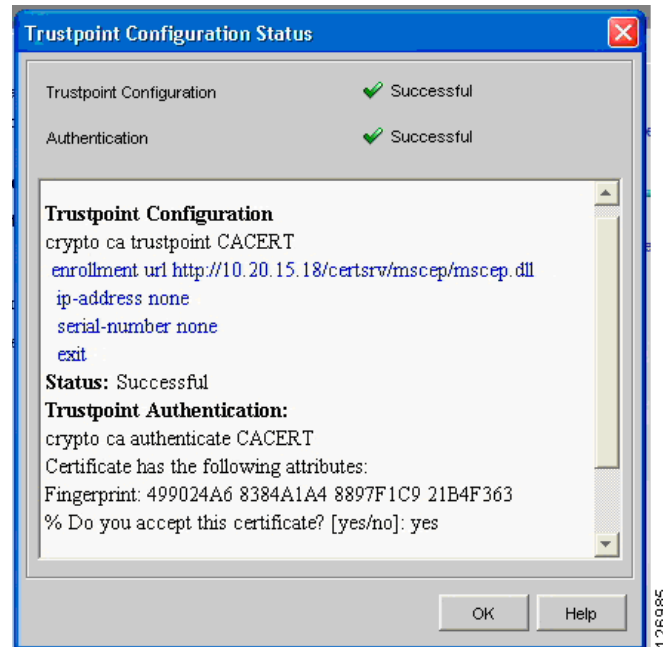 Trustpoint Configuration Status
Trustpoint Configuration Successful
Authentication Successful
Trustpoint Configuration
crypto ca trustpoint CACERT
enrollment url http://10.20.15.18/certsrv/mscep/mscep.dll
ip-address none
serial-number none
exit
Status: Successful
Trustpoint Authentication:
crypto ca authenticate CACERT
Certificate has the following attributes:
Fingerprint: 499024A6 8384A1A4 8897F1C9 21B4F363
% Do you accept this certificate? [yes/no]: yes
OK Help
126985